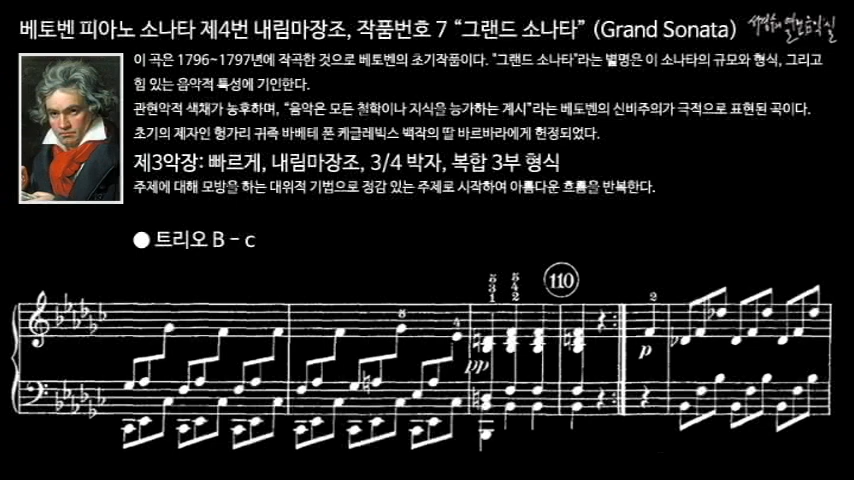 베토벤 피아노 소나타 제4번 내림마장조, 작품번호 7 “그랜드 소나타” (Grand Sonata)
이 곡은 1796~1797년에 작곡한 것으로 베토벤의 초기작품이다. "그랜드 소나타"라는 별명은 이 소나타의 규모와 형식, 그리고
힘 있는 음악적 특성에 기인한다.
관현악적 색채가 농후하며, “음악은 모든 철학이나 지식을 능가하는 계시”라는 베토벤의 신비주의가 극적으로 표현된 곡이다.
초기의 제자인 헝가리 귀족 바베테 폰 케글레빅스 백작의 딸 바르바라에게 헌정되었다.
제3악장: 빠르게, 내림마장조, 3/4 박자, 복합 3부 형식
주제에 대해 모방을 하는 대위적 기법으로 정감 있는 주제로 시작하여 아름다운 흐름을 반복한다.
● 트리오 B – c
5 3 1
5 4 2
110
8
4
2
pp
p